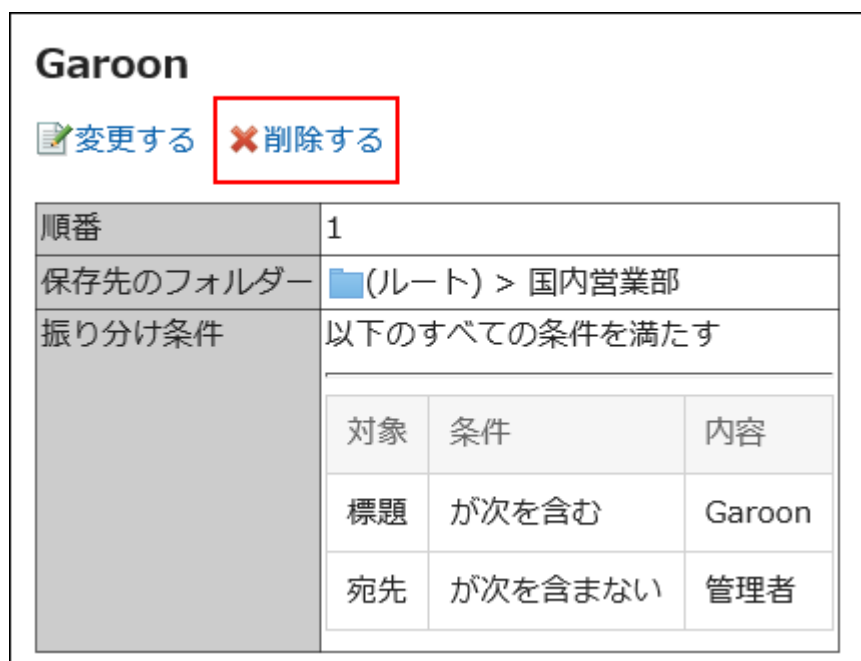 Garoon
変更する 削除する
順番 1
保存先のフォルダー (ルート) > 国内営業部
振り分け条件 以下のすべての条件を満たす
対象 条件 内容
標題 が次を含む Garoon
宛先 が次を含まない 管理者